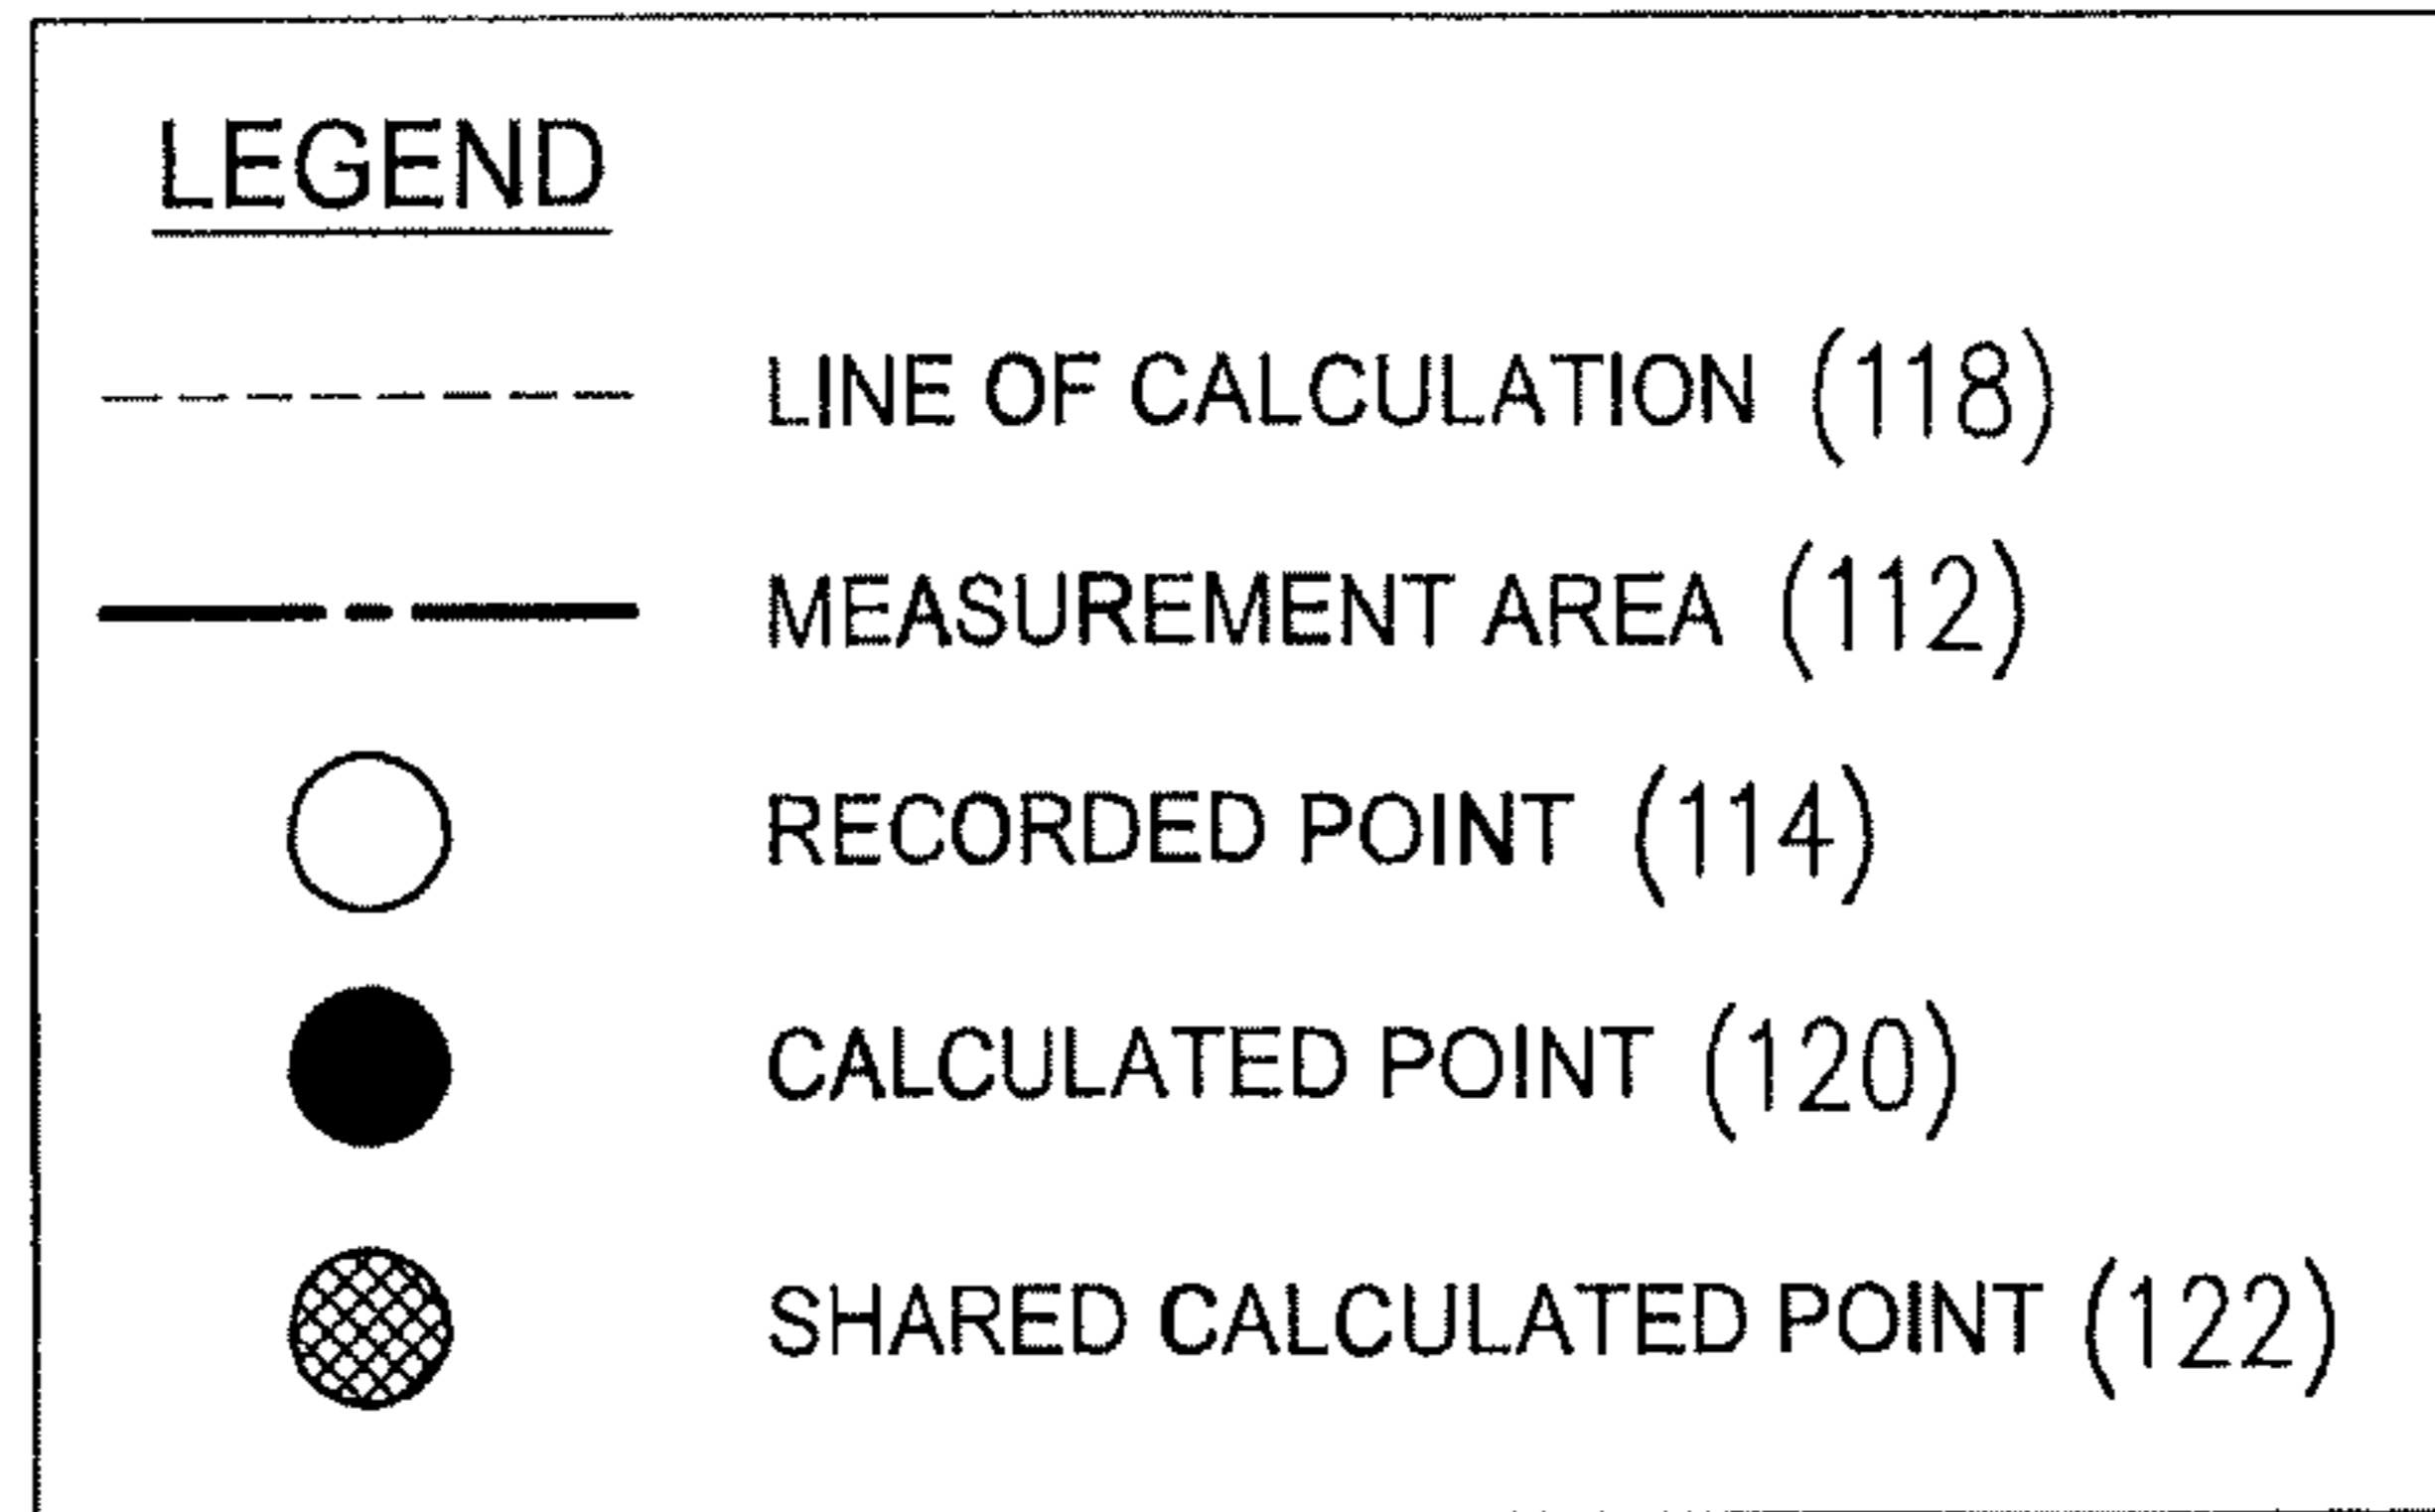 LEGEND
LINE OF CALCULATION (118)
MEASUREMENT AREA (112)
RECORDED POINT (114)
CALCULATED POINT (120)
SHARED CALCULATED POINT (122)